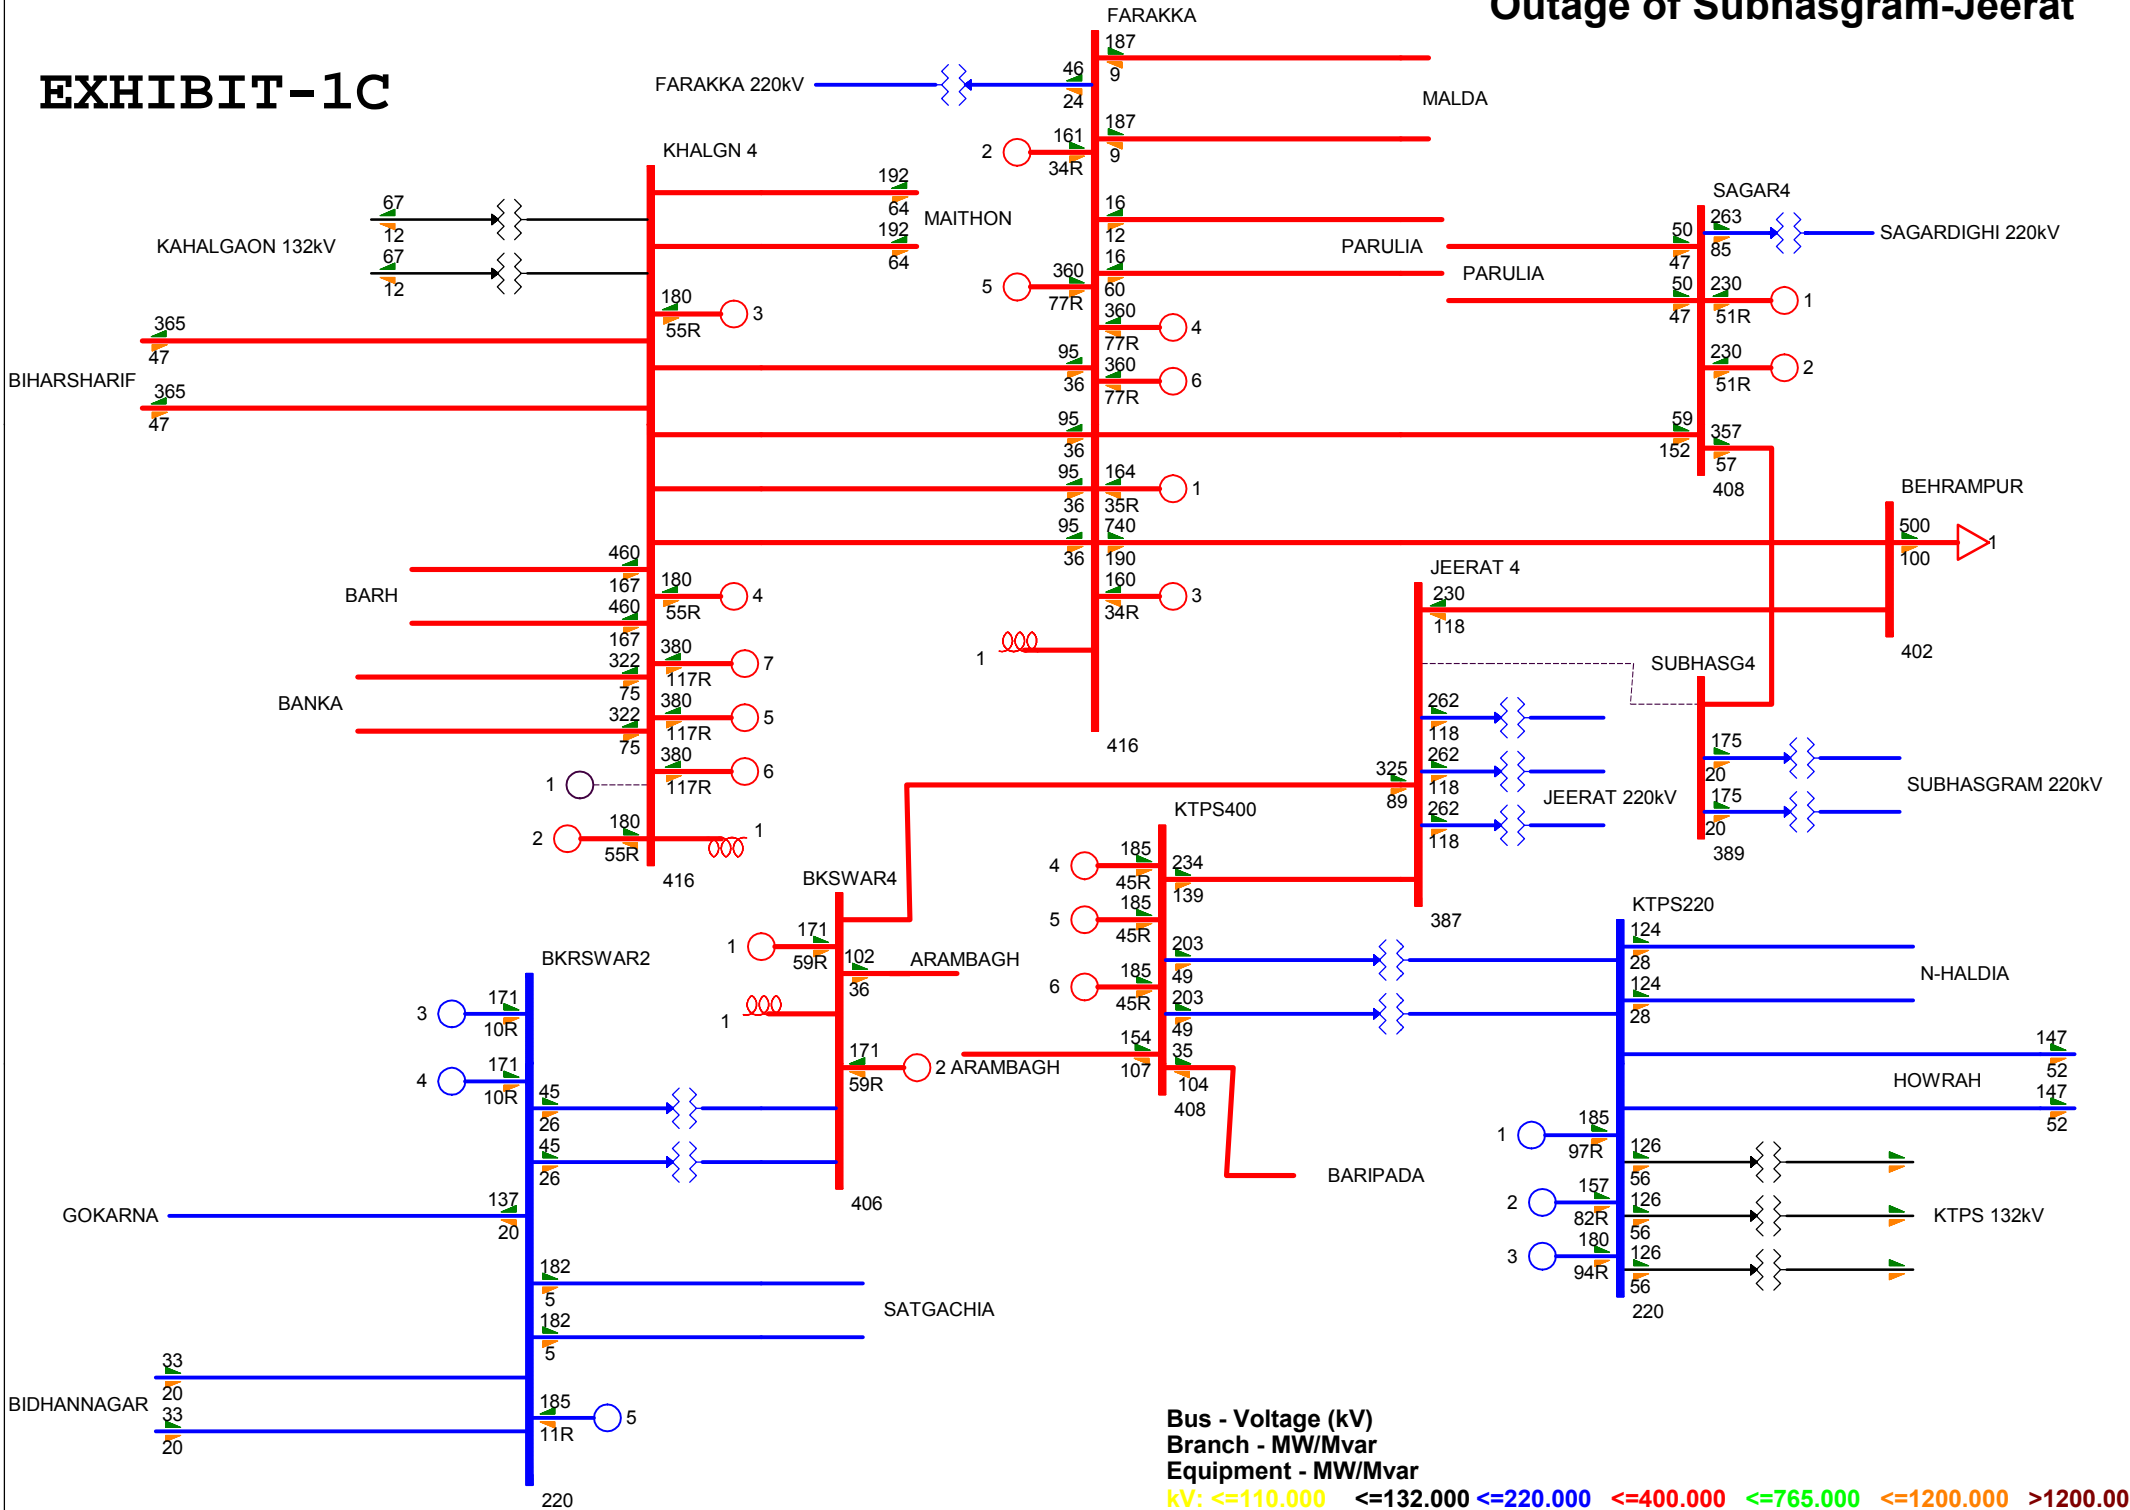 Outage of Subhasgram-Jeerat
EXHIBIT-1C
FARAKKA
187
9
MALDA
187
9
FARAKKA 220kV
46
24
2
161
34R
16
12
PARULIA
16
60
5
360
77R
360
77R
4
95
36
360
77R
6
95
36
95
36
164
35R
1
95
36
740
190
160
34R
3
1
416
KHALGN 4
192
64
MAITHON
192
64
67
12
KAHALGAON 132kV
67
12
180
55R
3
365
47
BIHARSHARIF
365
47
460
167
BARH
460
167
180
55R
4
322
75
BANKA
322
75
380
117R
7
380
117R
5
380
117R
6
1
2
180
55R
1
416
SAGAR4
263
85
SAGARDIGHI 220kV
50
47
PARULIA
50
47
230
51R
1
230
51R
2
59
152
357
57
408
BEHRAMPUR
500
100
1
402
JEERAT 4
230
118
SUBHASG4
262
118
262
118
JEERAT 220kV
262
118
325
89
387
175
20
SUBHASGRAM 220kV
175
20
389
KTPS400
4
185
45R
234
139
5
185
45R
203
49
6
185
45R
203
49
154
107
35
104
408
BARIPADA
BKSWAR4
1
171
59R
102
36
ARAMBAGH
1
171
59R
2 ARAMBAGH
406
BKRSWAR2
3
171
10R
4
171
10R
45
26
45
26
GOKARNA
137
20
182
5
SATGACHIA
182
5
33
20
BIDHANNAGAR
33
20
185
11R
5
220
KTPS220
124
28
N-HALDIA
124
28
147
52
HOWRAH
147
52
1
185
97R
126
56
2
157
82R
126
56
KTPS 132kV
3
180
94R
126
56
220
Bus - Voltage (kV)
Branch - MW/Mvar
Equipment - MW/Mvar
kV: <=110.000 <=132.000 <=220.000 <=400.000 <=765.000 <=1200.000 >1200.00